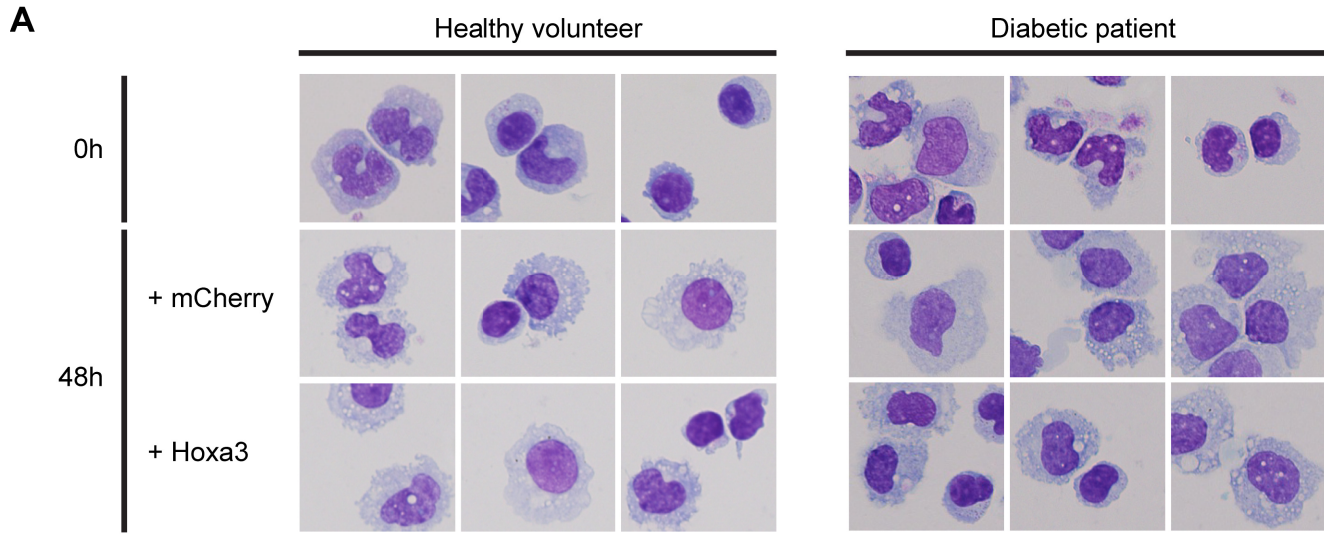 A
Healthy volunteer
Diabetic patient
0h
+ mCherry
48h
+ Hoxa3